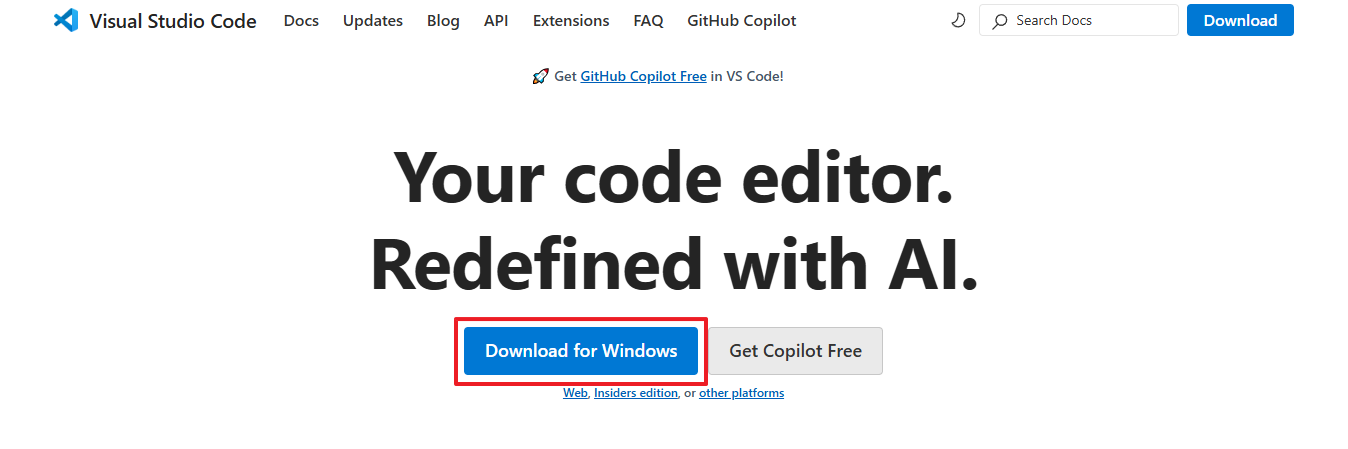 Visual Studio Code Docs Updates Blog API Extensions FAQ GitHub Copilot Search Docs Download
🚀 Get GitHub Copilot Free in VS Code!
Your code editor.
Redefined with AI.
Download for Windows Get Copilot Free
Web, Insiders edition, or other platforms